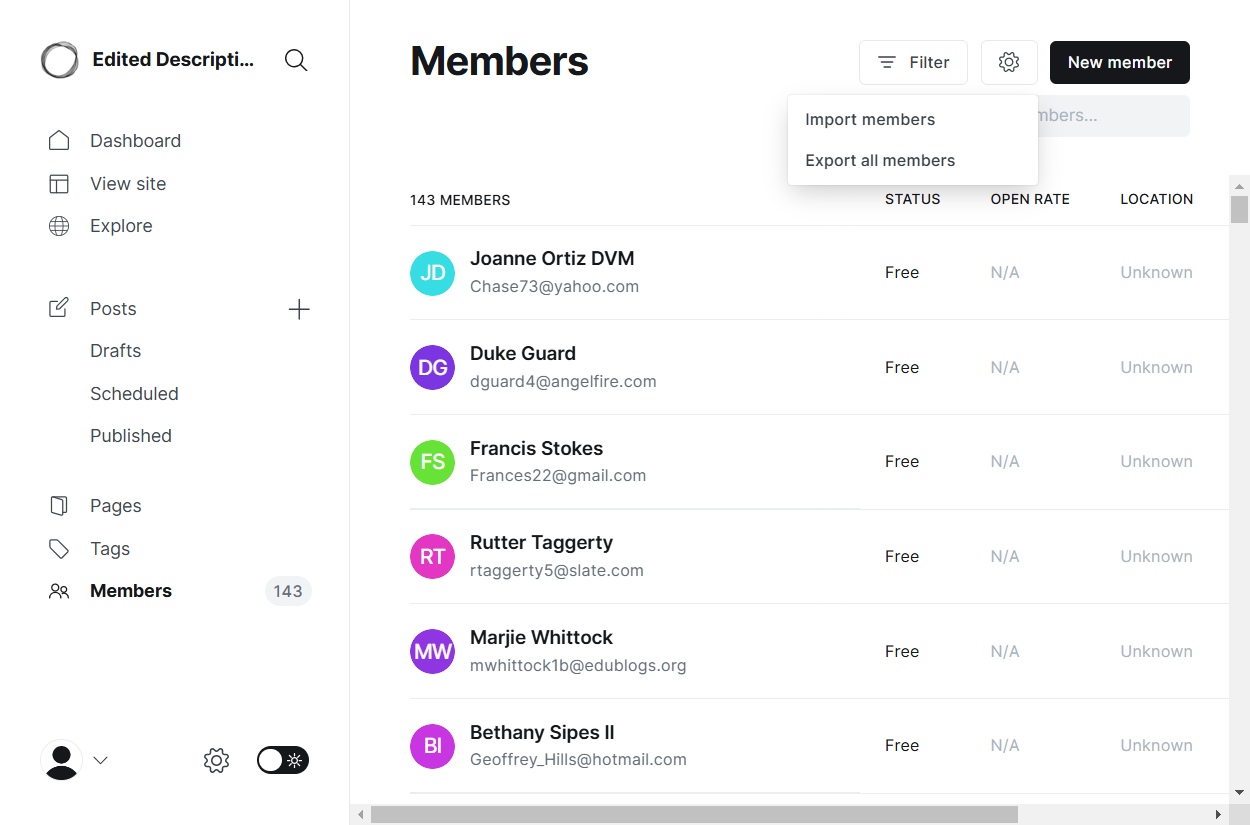 Edited Descripti...
Dashboard
View site
Explore
Posts
Drafts
Scheduled
Published
Pages
Tags
Members 143
Members
Filter
New member
Import members
Export all members
mbers...
143 MEMBERS STATUS OPEN RATE LOCATION
JD Joanne Ortiz DVM
Chase73@yahoo.com Free N/A Unknown
DG Duke Guard
dguard4@angelfire.com Free N/A Unknown
FS Francis Stokes
Frances22@gmail.com Free N/A Unknown
RT Rutter Taggerty
rtaggerty5@slate.com Free N/A Unknown
MW Marjie Whittock
mwhittock1b@edublogs.org Free N/A Unknown
BI Bethany Sipes II
Geoffrey_Hills@hotmail.com Free N/A Unknown